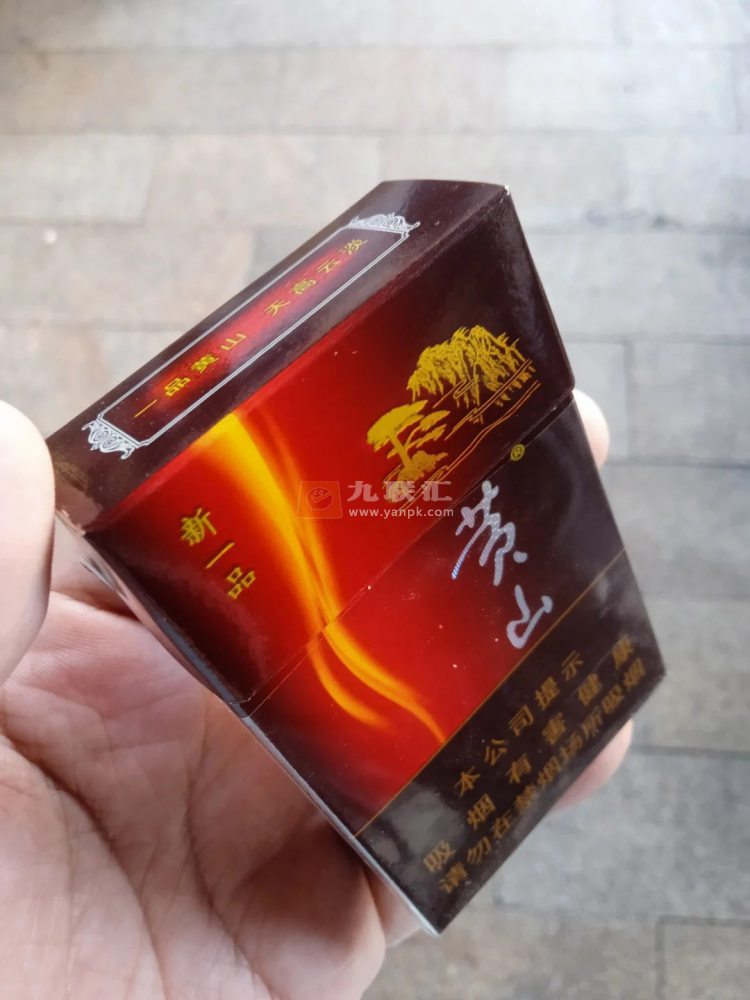 一品黄山 天高云淡
新一品
®
黄山
九联汇
www.yanpk.com
本公司提示
吸烟有害健康
请勿在禁烟场所吸烟